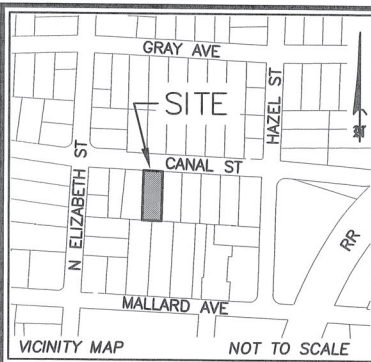 GRAY AVE
HAZEL ST
SITE
CANAL ST
N ELIZABETH ST
RR
MALLARD AVE
VICINITY MAP
NOT TO SCALE